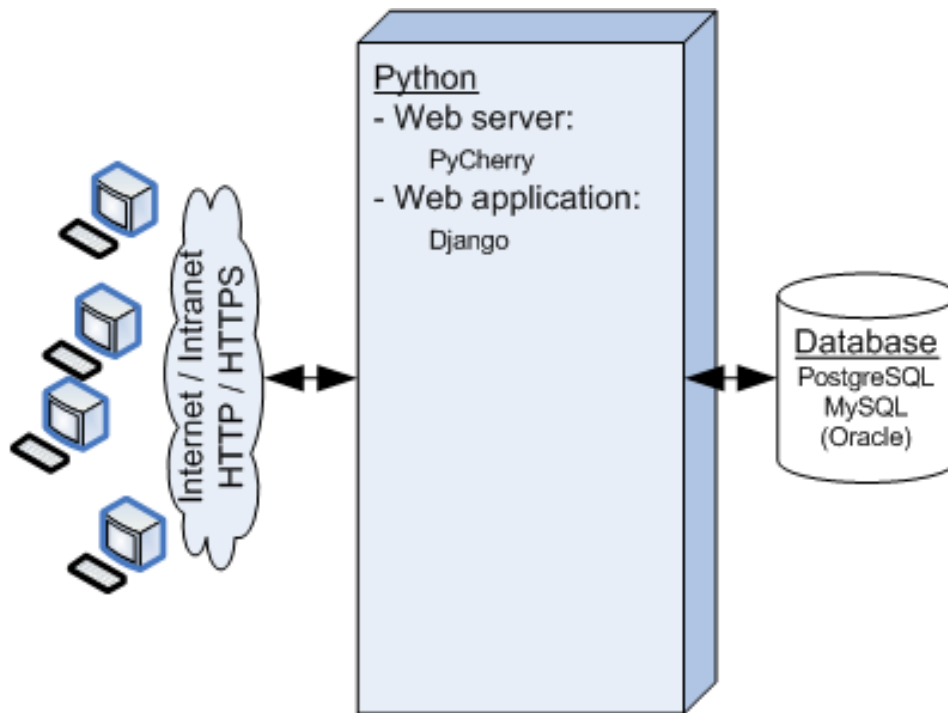 Python
- Web server:
PyCherry
- Web application:
Django
Internet / Intranet
HTTP / HTTPS
Database
PostgreSQL
MySQL
(Oracle)